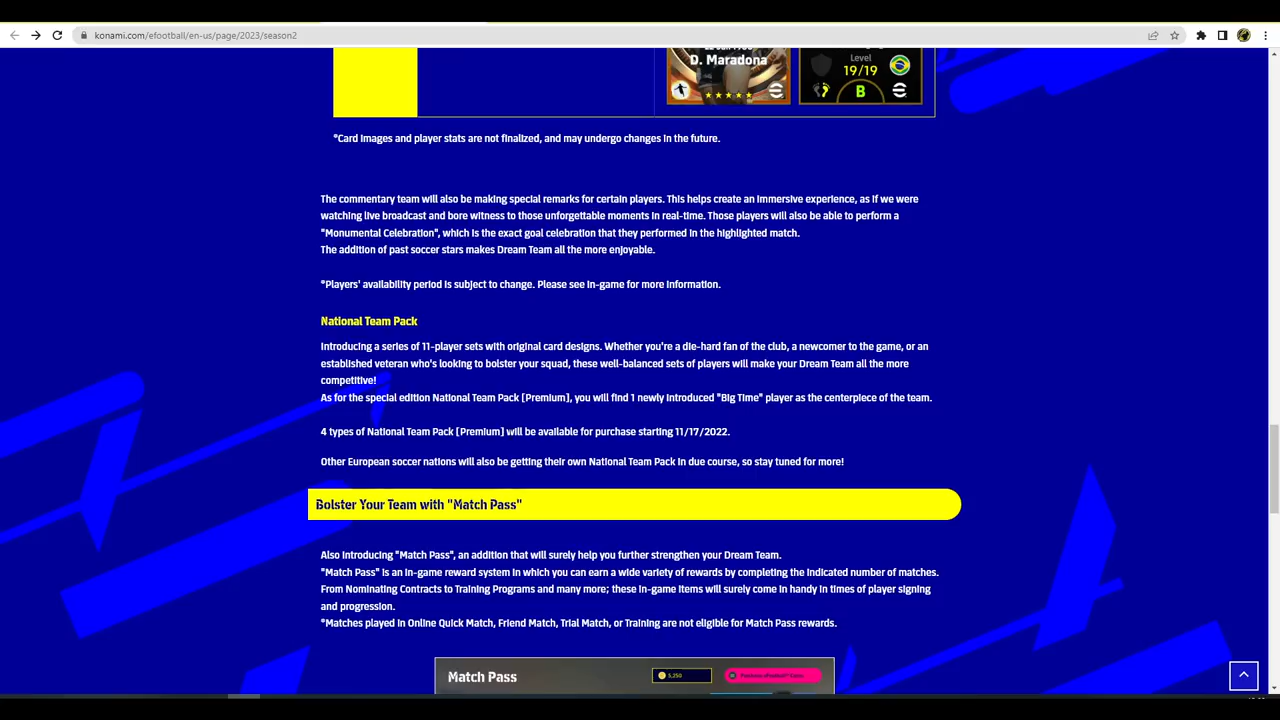 konami.com/efootball/en-us/page/2023/season2
D. Maradona
Level
19/19
B
*Card images and player stats are not finalized, and may undergo changes in the future.
The commentary team will also be making special remarks for certain players. This helps create an immersive experience, as if we were
watching live broadcast and bore witness to those unforgettable moments in real-time. Those players will also be able to perform a
"Monumental Celebration", which is the exact goal celebration that they performed in the highlighted match.
The addition of past soccer stars makes Dream Team all the more enjoyable.
*Players' availability period is subject to change. Please see in-game for more information.
National Team Pack
Introducing a series of 11-player sets with original card designs. Whether you're a die-hard fan of the club, a newcomer to the game, or an
established veteran who's looking to bolster your squad, these well-balanced sets of players will make your Dream Team all the more
competitive!
As for the special edition National Team Pack [Premium], you will find 1 newly introduced "Big Time" player as the centerpiece of the team.
4 types of National Team Pack [Premium] will be available for purchase starting 11/17/2022.
Other European soccer nations will also be getting their own National Team Pack in due course, so stay tuned for more!
Bolster Your Team with "Match Pass"
Also introducing "Match Pass", an addition that will surely help you further strengthen your Dream Team.
"Match Pass" is an in-game reward system in which you can earn a wide variety of rewards by completing the indicated number of matches.
From Nominating Contracts to Training Programs and many more; these in-game items will surely come in handy in times of player signing
and progression.
*Matches played in Online Quick Match, Friend Match, Trial Match, or Training are not eligible for Match Pass rewards.
Match Pass
5,250